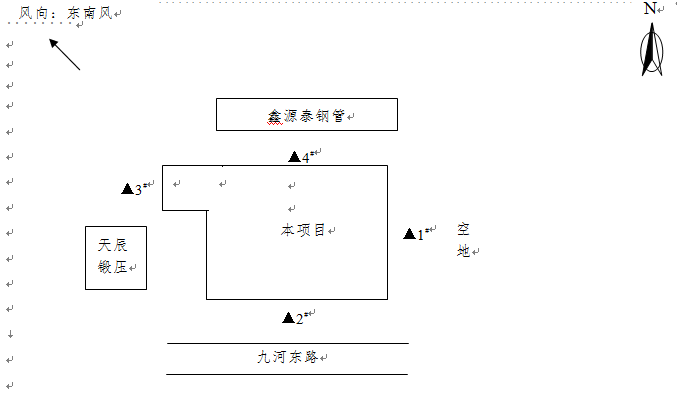 风向：东南风
N
鑫源泰钢管
▲4#
▲3#
本项目
▲1#
空
地
天辰
锻压
▲2#
九河东路